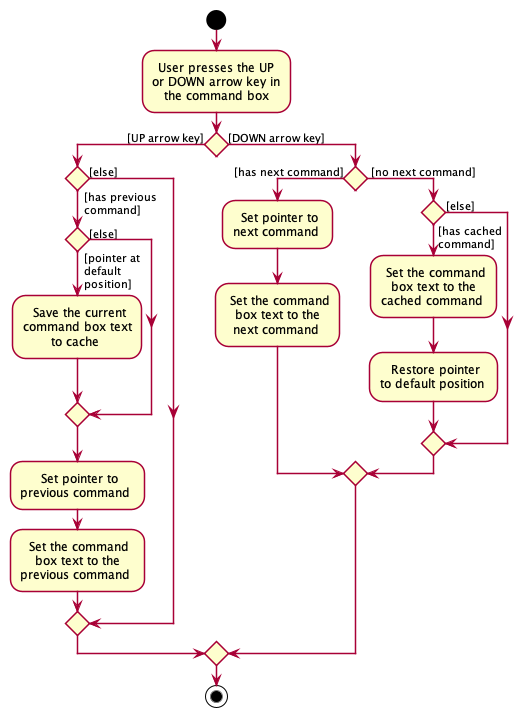 User presses the UP
or DOWN arrow key in
the command box
[UP arrow key]
[DOWN arrow key]
[else]
[has previous
command]
[else]
[pointer at
default
position]
Save the current
command box text
to cache
Set pointer to
previous command
Set the command
box text to the
previous command
[has next command]
[no next command]
Set pointer to
next command
Set the command
box text to the
next command
[else]
[has cached
command]
Set the command
box text to the
cached command
Restore pointer
to default position